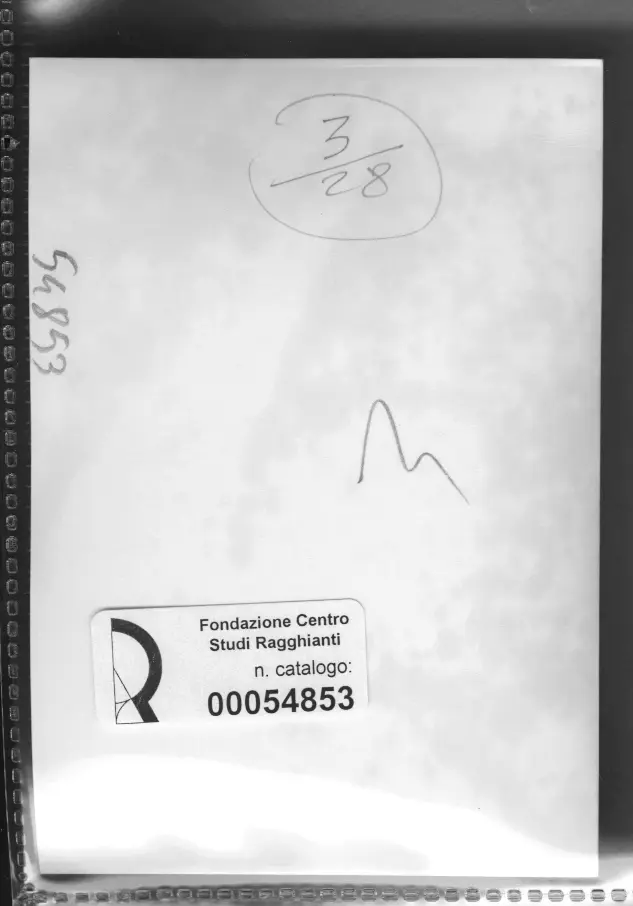 3
28
54853
M
Fondazione Centro
Studi Ragghianti
n. catalogo:
00054853